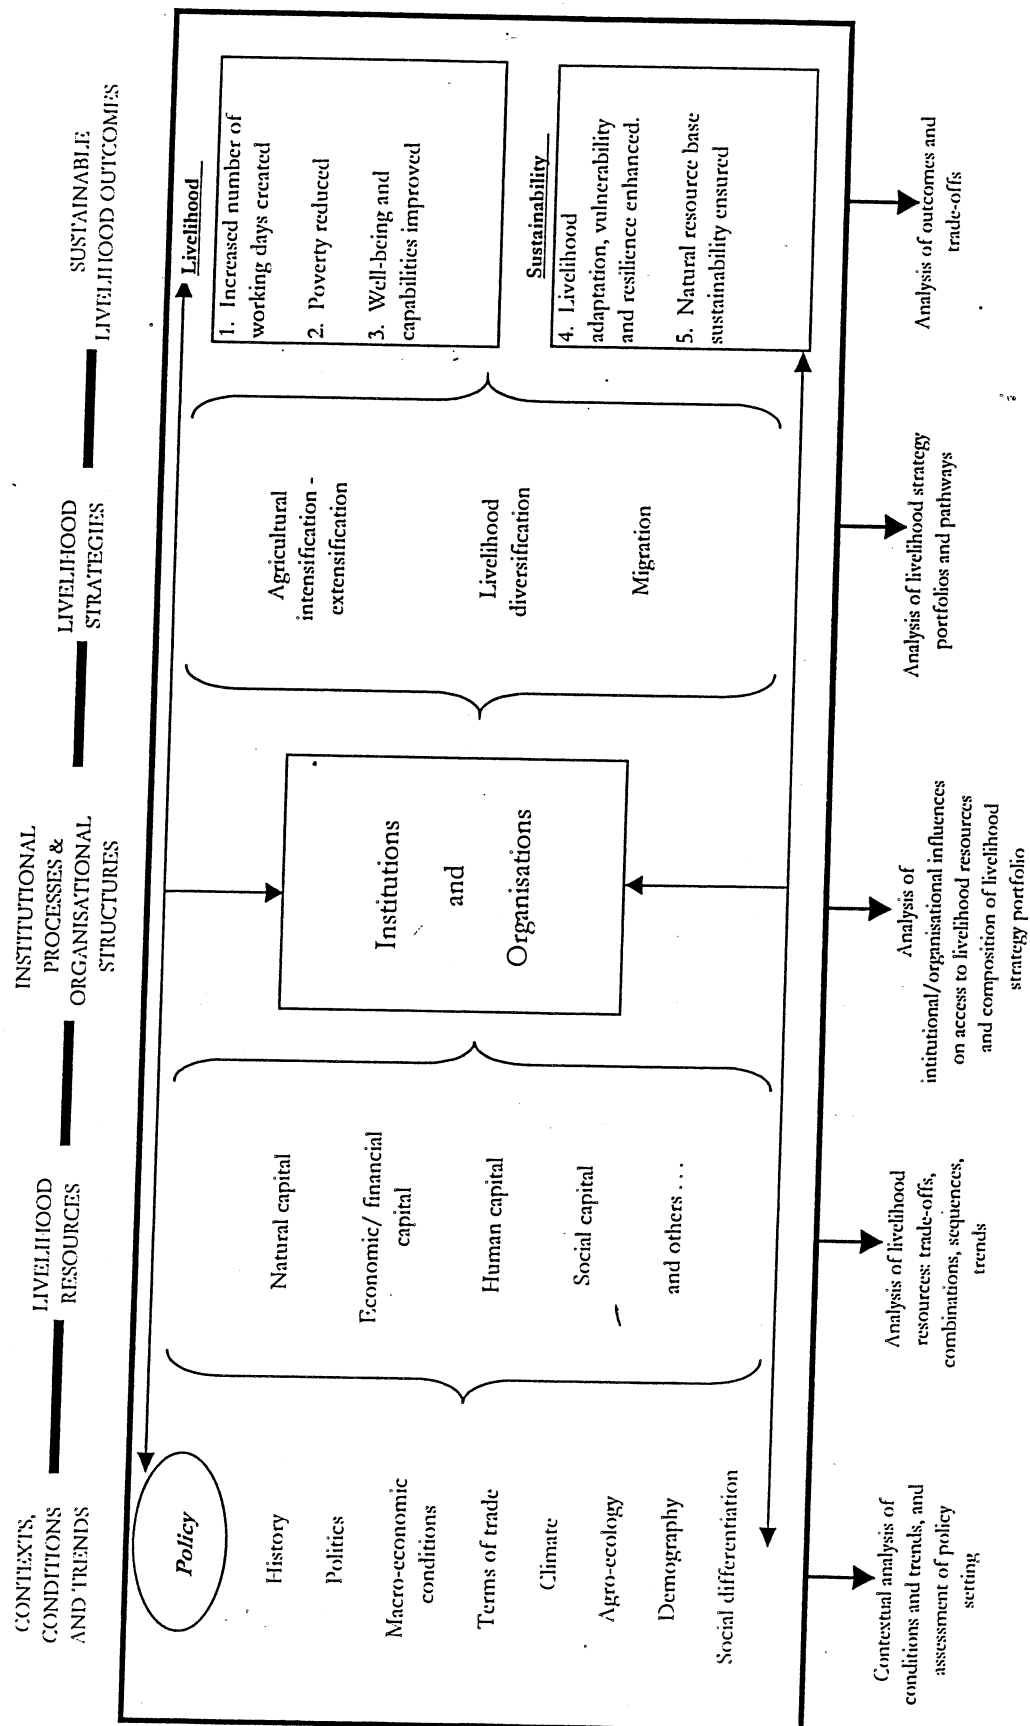 CONTEXTS,
CONDITIONS
AND TRENDS
LIVELIHOOD
RESOURCES
INSTITUTIONAL
PROCESSES &
ORGANISATIONAL
STRUCTURES
LIVELIHOOD
STRATEGIES
SUSTAINABLE
LIVELIHOOD OUTCOMES
Policy
History
Politics
Macro-economic
conditions
Terms of trade
Climate
Agro-ecology
Demography
Social differentiation
Natural capital
Economic/ financial
capital
Human capital
Social capital
and others . . .
Institutions
and
Organisations
Agricultural
intensification -
extensification
Livelihood
diversification
Migration
Livelihood
1. Increased number of
working days created
2. Poverty reduced
3. Well-being and
capabilities improved
Sustainability
4. Livelihood
adaptation, vulnerability
and resilience enhanced.
5. Natural resource base
sustainability ensured
Contextual analysis of
conditions and trends, and
assessment of policy
setting
Analysis of livelihood
resources: trade-offs,
combinations, sequences,
trends
Analysis of
intitutional/organisational influences
on access to livelihood resources
and composition of livelihood
strategy portfolio
Analysis of livelihood strategy
portfolios and pathways
Analysis of outcomes and
trade-offs